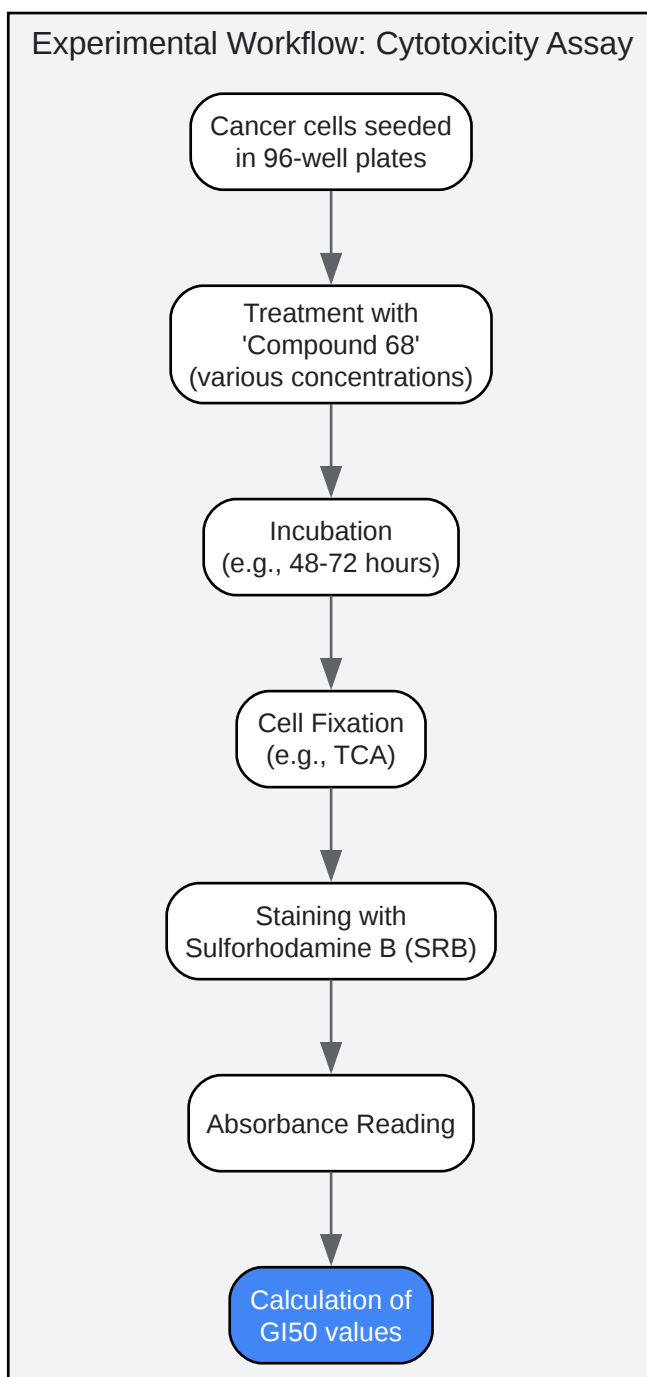 Experimental Workflow: Cytotoxicity Assay
Cancer cells seeded
in 96-well plates
Treatment with
'Compound 68'
(various concentrations)
Incubation
(e.g., 48-72 hours)
Cell Fixation
(e.g., TCA)
Staining with
Sulforhodamine B (SRB)
Absorbance Reading
Calculation of
GI50 values